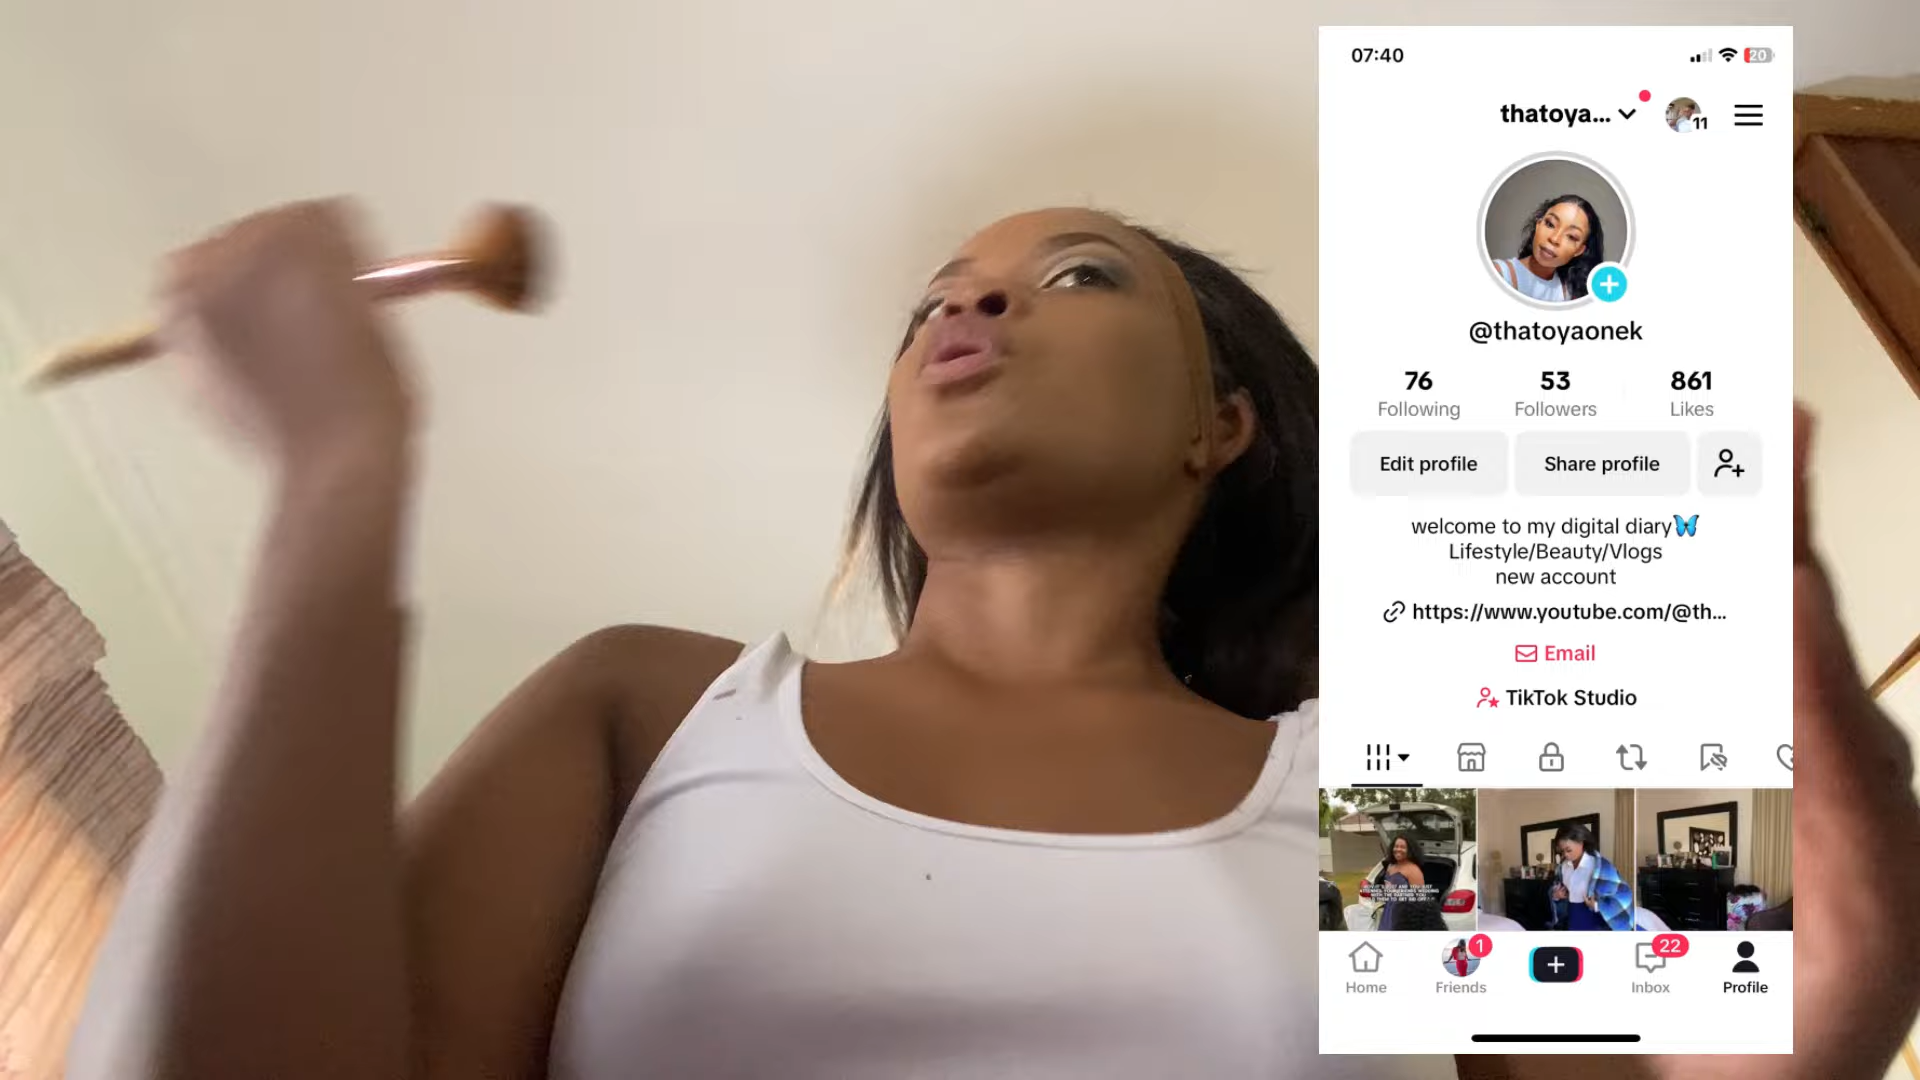 07:40
20
thatoya...
11
@thatoyaonek
76
Following
53
Followers
861
Likes
Edit profile
Share profile
welcome to my digital diary🦋
Lifestyle/Beauty/Vlogs
new account
https://www.youtube.com/@th...
Email
TikTok Studio
1
22
Home
Friends
Inbox
Profile